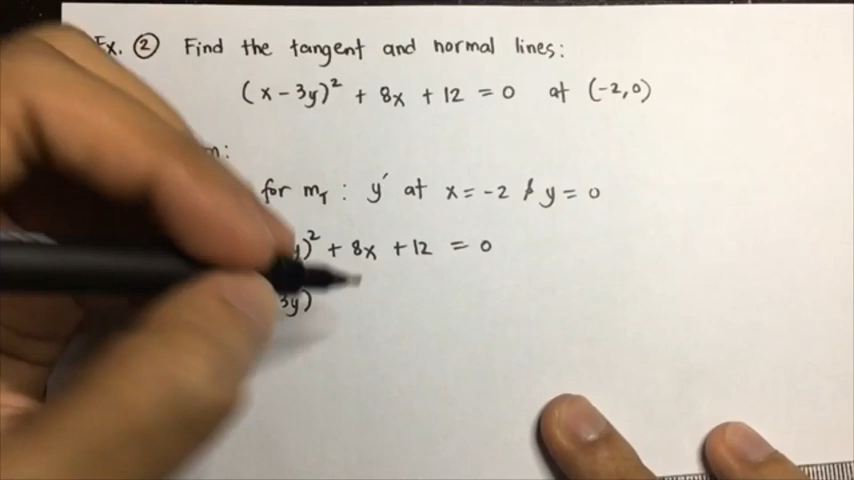 Ex. ② Find the tangent and normal lines:
(x - 3y)² + 8x + 12 = 0 at (-2,0)
for m_T : y′ at x = -2 & y = 0
y)² + 8x + 12 = 0
3y)